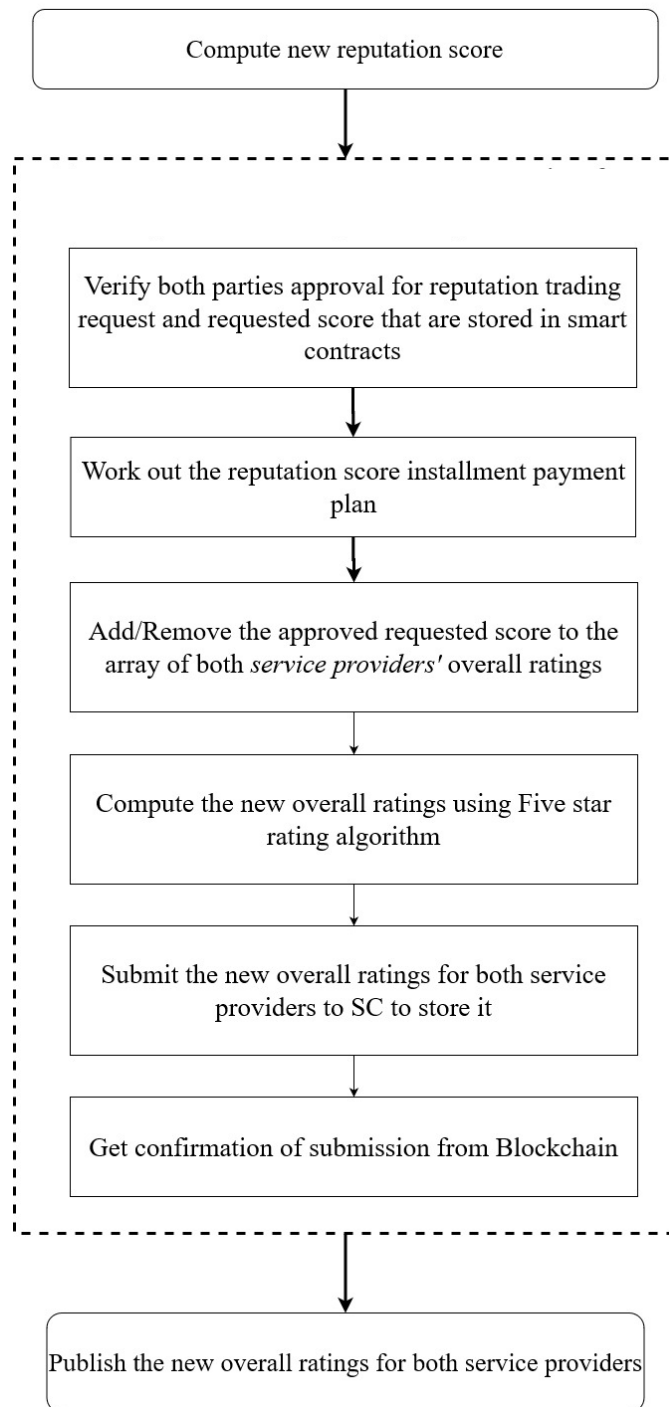 Compute new reputation score
Verify both parties approval for reputation trading
request and requested score that are stored in smart
contracts
Work out the reputation score installment payment
plan
Add/Remove the approved requested score to the
array of both service providers' overall ratings
Compute the new overall ratings using Five star
rating algorithm
Submit the new overall ratings for both service
providers to SC to store it
Get confirmation of submission from Blockchain
Publish the new overall ratings for both service providers